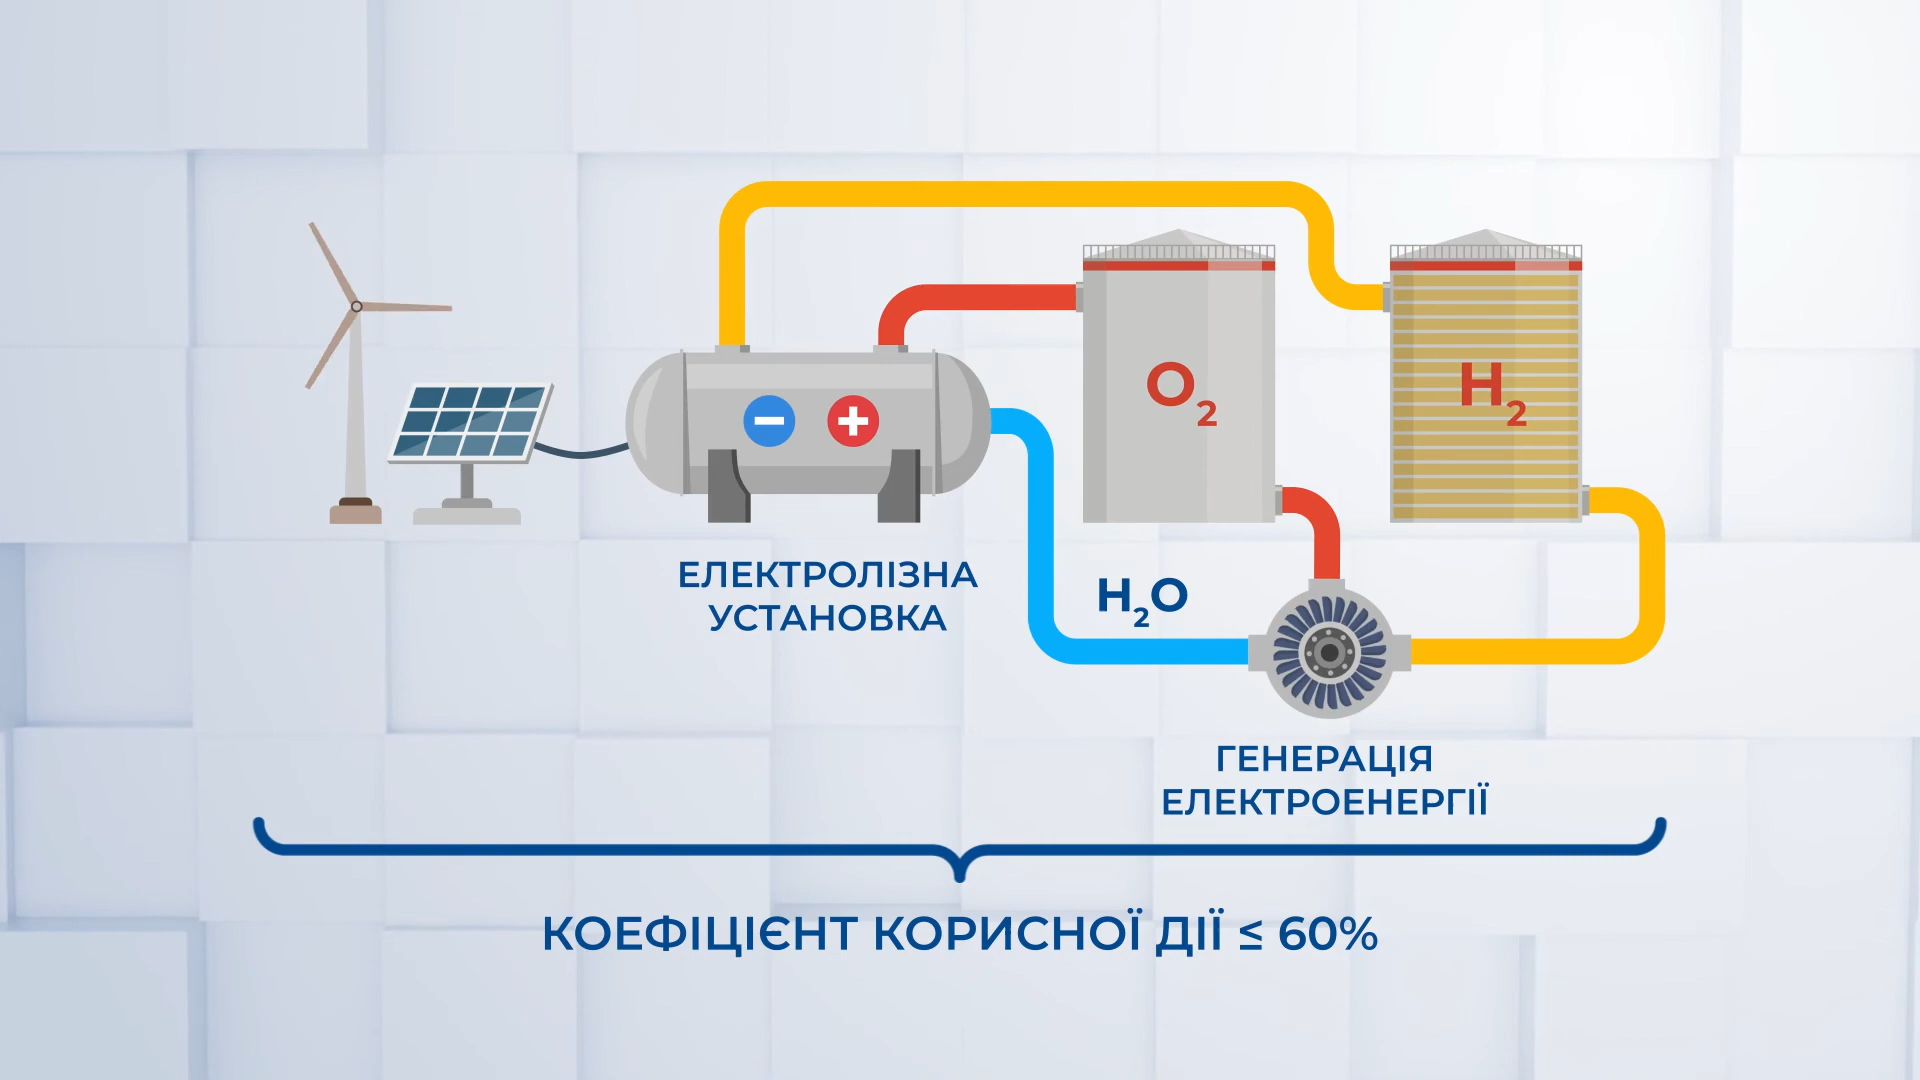 O₂
H₂
ЕЛЕКТРОЛІЗНА
УСТАНОВКА
H₂O
ГЕНЕРАЦІЯ
ЕЛЕКТРОЕНЕРГІЇ
КОЕФІЦІЄНТ КОРИСНОЇ ДІЇ ≤ 60%